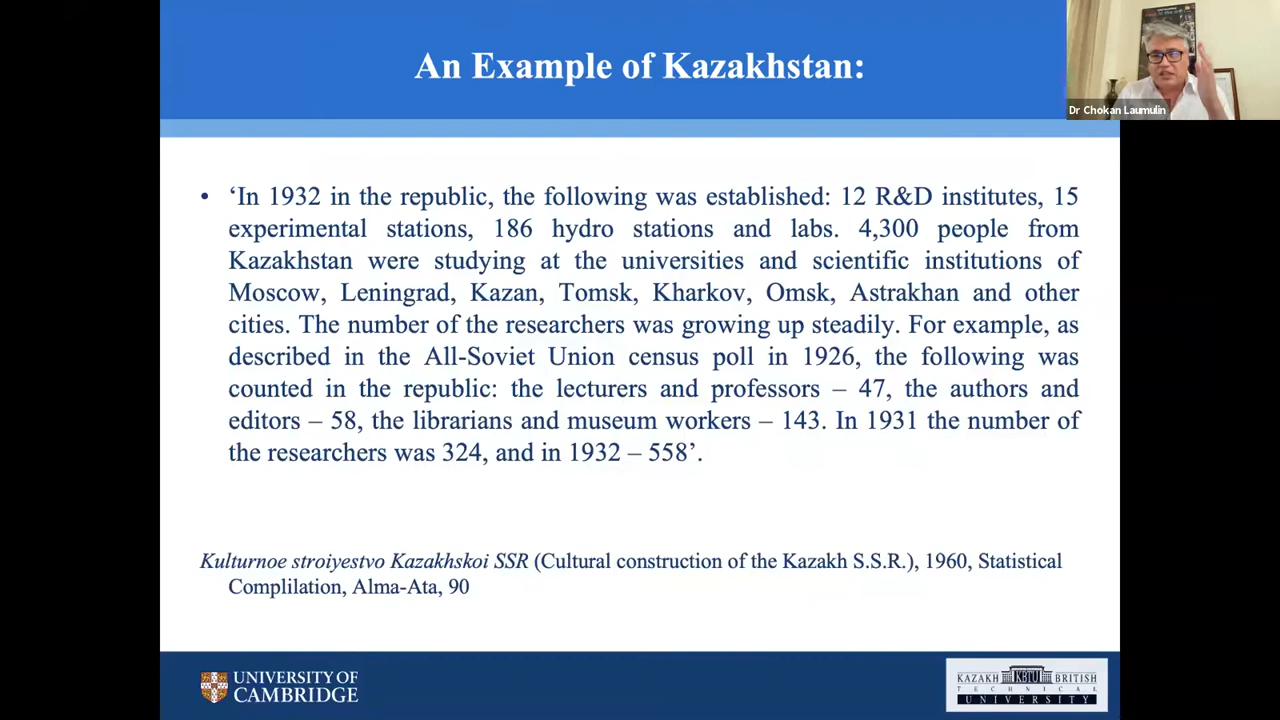 An Example of Kazakhstan:
Dr Chokan Laumulin
• ‘In 1932 in the republic, the following was established: 12 R&D institutes, 15
experimental stations, 186 hydro stations and labs. 4,300 people from
Kazakhstan were studying at the universities and scientific institutions of
Moscow, Leningrad, Kazan, Tomsk, Kharkov, Omsk, Astrakhan and other
cities. The number of the researchers was growing up steadily. For example, as
described in the All-Soviet Union census poll in 1926, the following was
counted in the republic: the lecturers and professors – 47, the authors and
editors – 58, the librarians and museum workers – 143. In 1931 the number of
the researchers was 324, and in 1932 – 558’.
Kulturnoe stroiyestvo Kazakhskoi SSR (Cultural construction of the Kazakh S.S.R.), 1960, Statistical
Complilation, Alma-Ata, 90
UNIVERSITY OF
CAMBRIDGE
KAZAKH KBTU BRITISH
TECHNICAL
UNIVERSITY